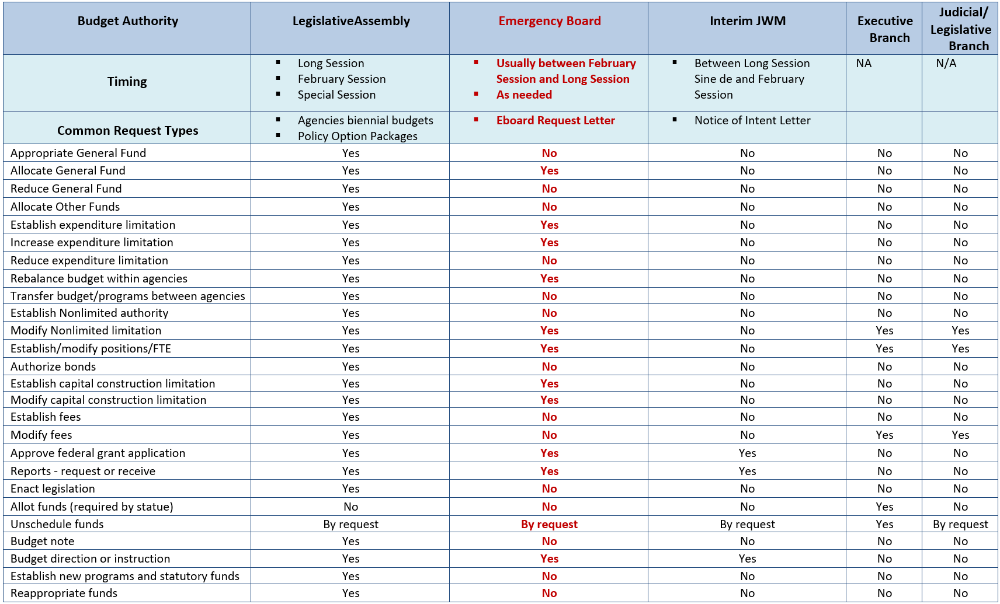 Budget Authority LegislativeAssembly Emergency Board Interim JWM Executive Branch Judicial/ Legislative Branch
Timing
▪ Long Session
▪ February Session
▪ Special Session
▪ Usually between February
Session and Long Session
▪ As needed
▪ Between Long Session
Sine de and February
Session
NA
N/A
Common Request Types
▪ Agencies biennial budgets
▪ Policy Option Packages
▪ Eboard Request Letter
▪ Notice of Intent Letter
Appropriate General Fund Yes No No No No
Allocate General Fund Yes Yes No No No
Reduce General Fund Yes No No No No
Allocate Other Funds Yes No No No No
Establish expenditure limitation Yes Yes No No No
Increase expenditure limitation Yes Yes No No No
Reduce expenditure limitation Yes No No No No
Rebalance budget within agencies Yes Yes No No No
Transfer budget/programs between agencies Yes No No No No
Establish Nonlimited authority Yes No No No No
Modify Nonlimited limitation Yes Yes No Yes Yes
Establish/modify positions/FTE Yes Yes No Yes Yes
Authorize bonds Yes No No No No
Establish capital construction limitation Yes Yes No No No
Modify capital construction limitation Yes Yes No No No
Establish fees Yes No No No No
Modify fees Yes No No Yes Yes
Approve federal grant application Yes Yes Yes No No
Reports - request or receive Yes Yes Yes No No
Enact legislation Yes No No No No
Allot funds (required by statue) No No No Yes No
Unschedule funds By request By request By request Yes By request
Budget note Yes No No No No
Budget direction or instruction Yes Yes Yes No No
Establish new programs and statutory funds Yes No No No No
Reappropriate funds Yes No No No No